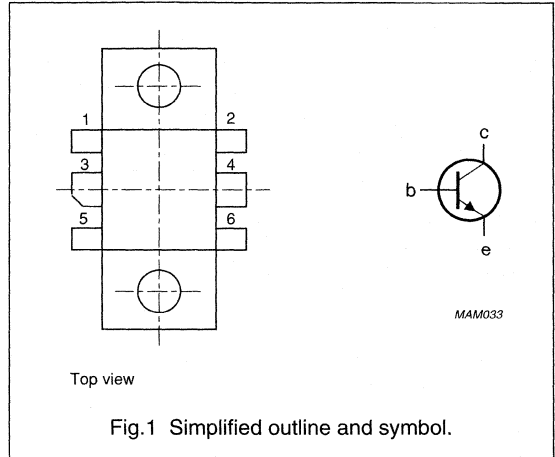 1 2
3 4
5 6
c
b
e
MAM033
Top view
Fig.1 Simplified outline and symbol.